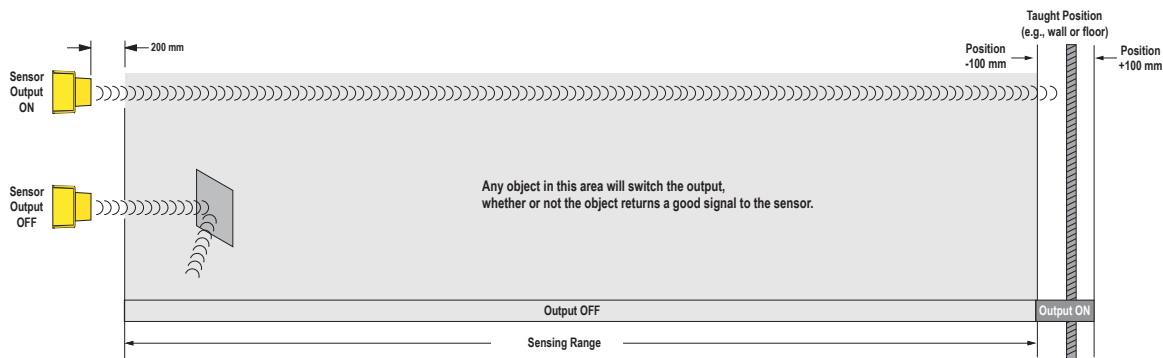 Taught Position
(e.g., wall or floor)
Position
-100 mm
Position
+100 mm
200 mm
Sensor
Output
ON
Sensor
Output
OFF
Any object in this area will switch the output,
whether or not the object returns a good signal to the sensor.
Output OFF
Output ON
Sensing Range